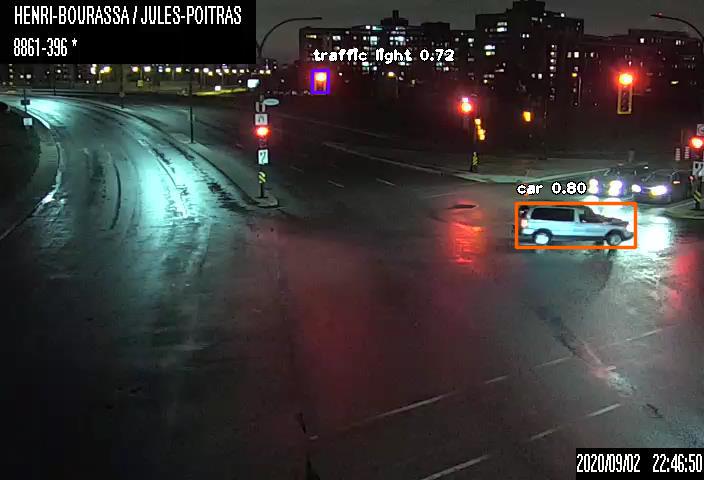 HENRI-BOURASSA / JULES-POITRAS
8861-396 *
traffic light 0.72
car 0.80
2020/09/02 22:46:50